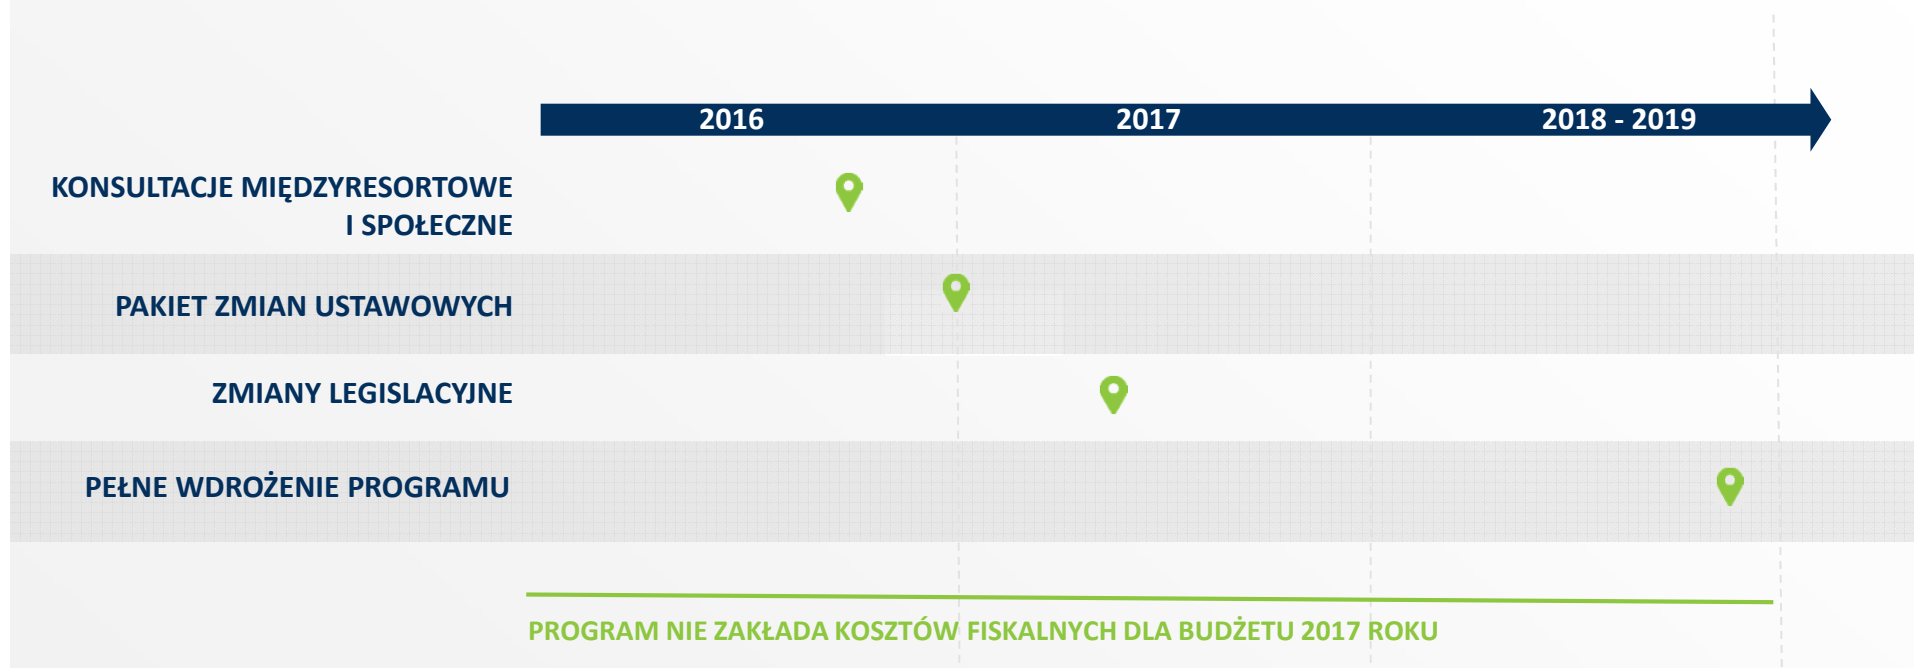 2016 2017 2018 - 2019
KONSULTACJE MIĘDZYRESORTOWE
I SPOŁECZNE
PAKIET ZMIAN USTAWOWYCH
ZMIANY LEGISLACYJNE
PEŁNE WDROŻENIE PROGRAMU
PROGRAM NIE ZAKŁADA KOSZTÓW FISKALNYCH DLA BUDŻETU 2017 ROKU